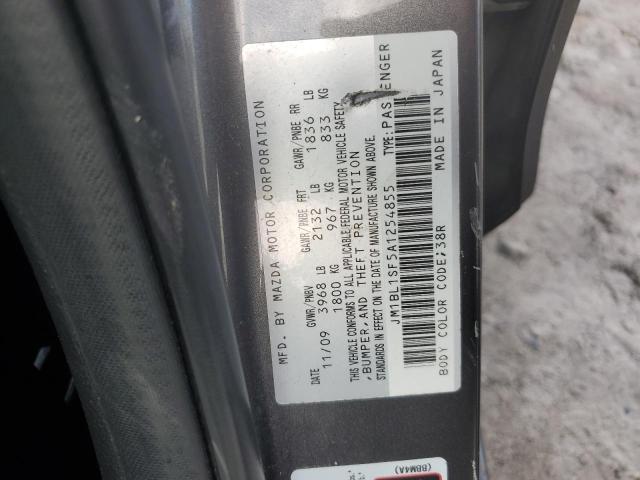 MFD. BY MAZDA MOTOR CORPORATION
DATE GVWR/PNBV GAWR/PNBE FRT GAWR/PNBE RR
11/09 3968 LB 2132 LB 1836 LB
1800 KG 967 KG 833 KG
THIS VEHICLE CONFORMS TO ALL APPLICABLE FEDERAL MOTOR VEHICLE SAFETY
, BUMPER, AND THEFT PREVENTION
STANDARDS IN EFFECT ON THE DATE OF MANUFACTURE SHOWN ABOVE.
JM1BL1SF5A1254855 TYPE: PASSENGER
BODY COLOR CODE;38R MADE IN JAPAN
(BBM4A)